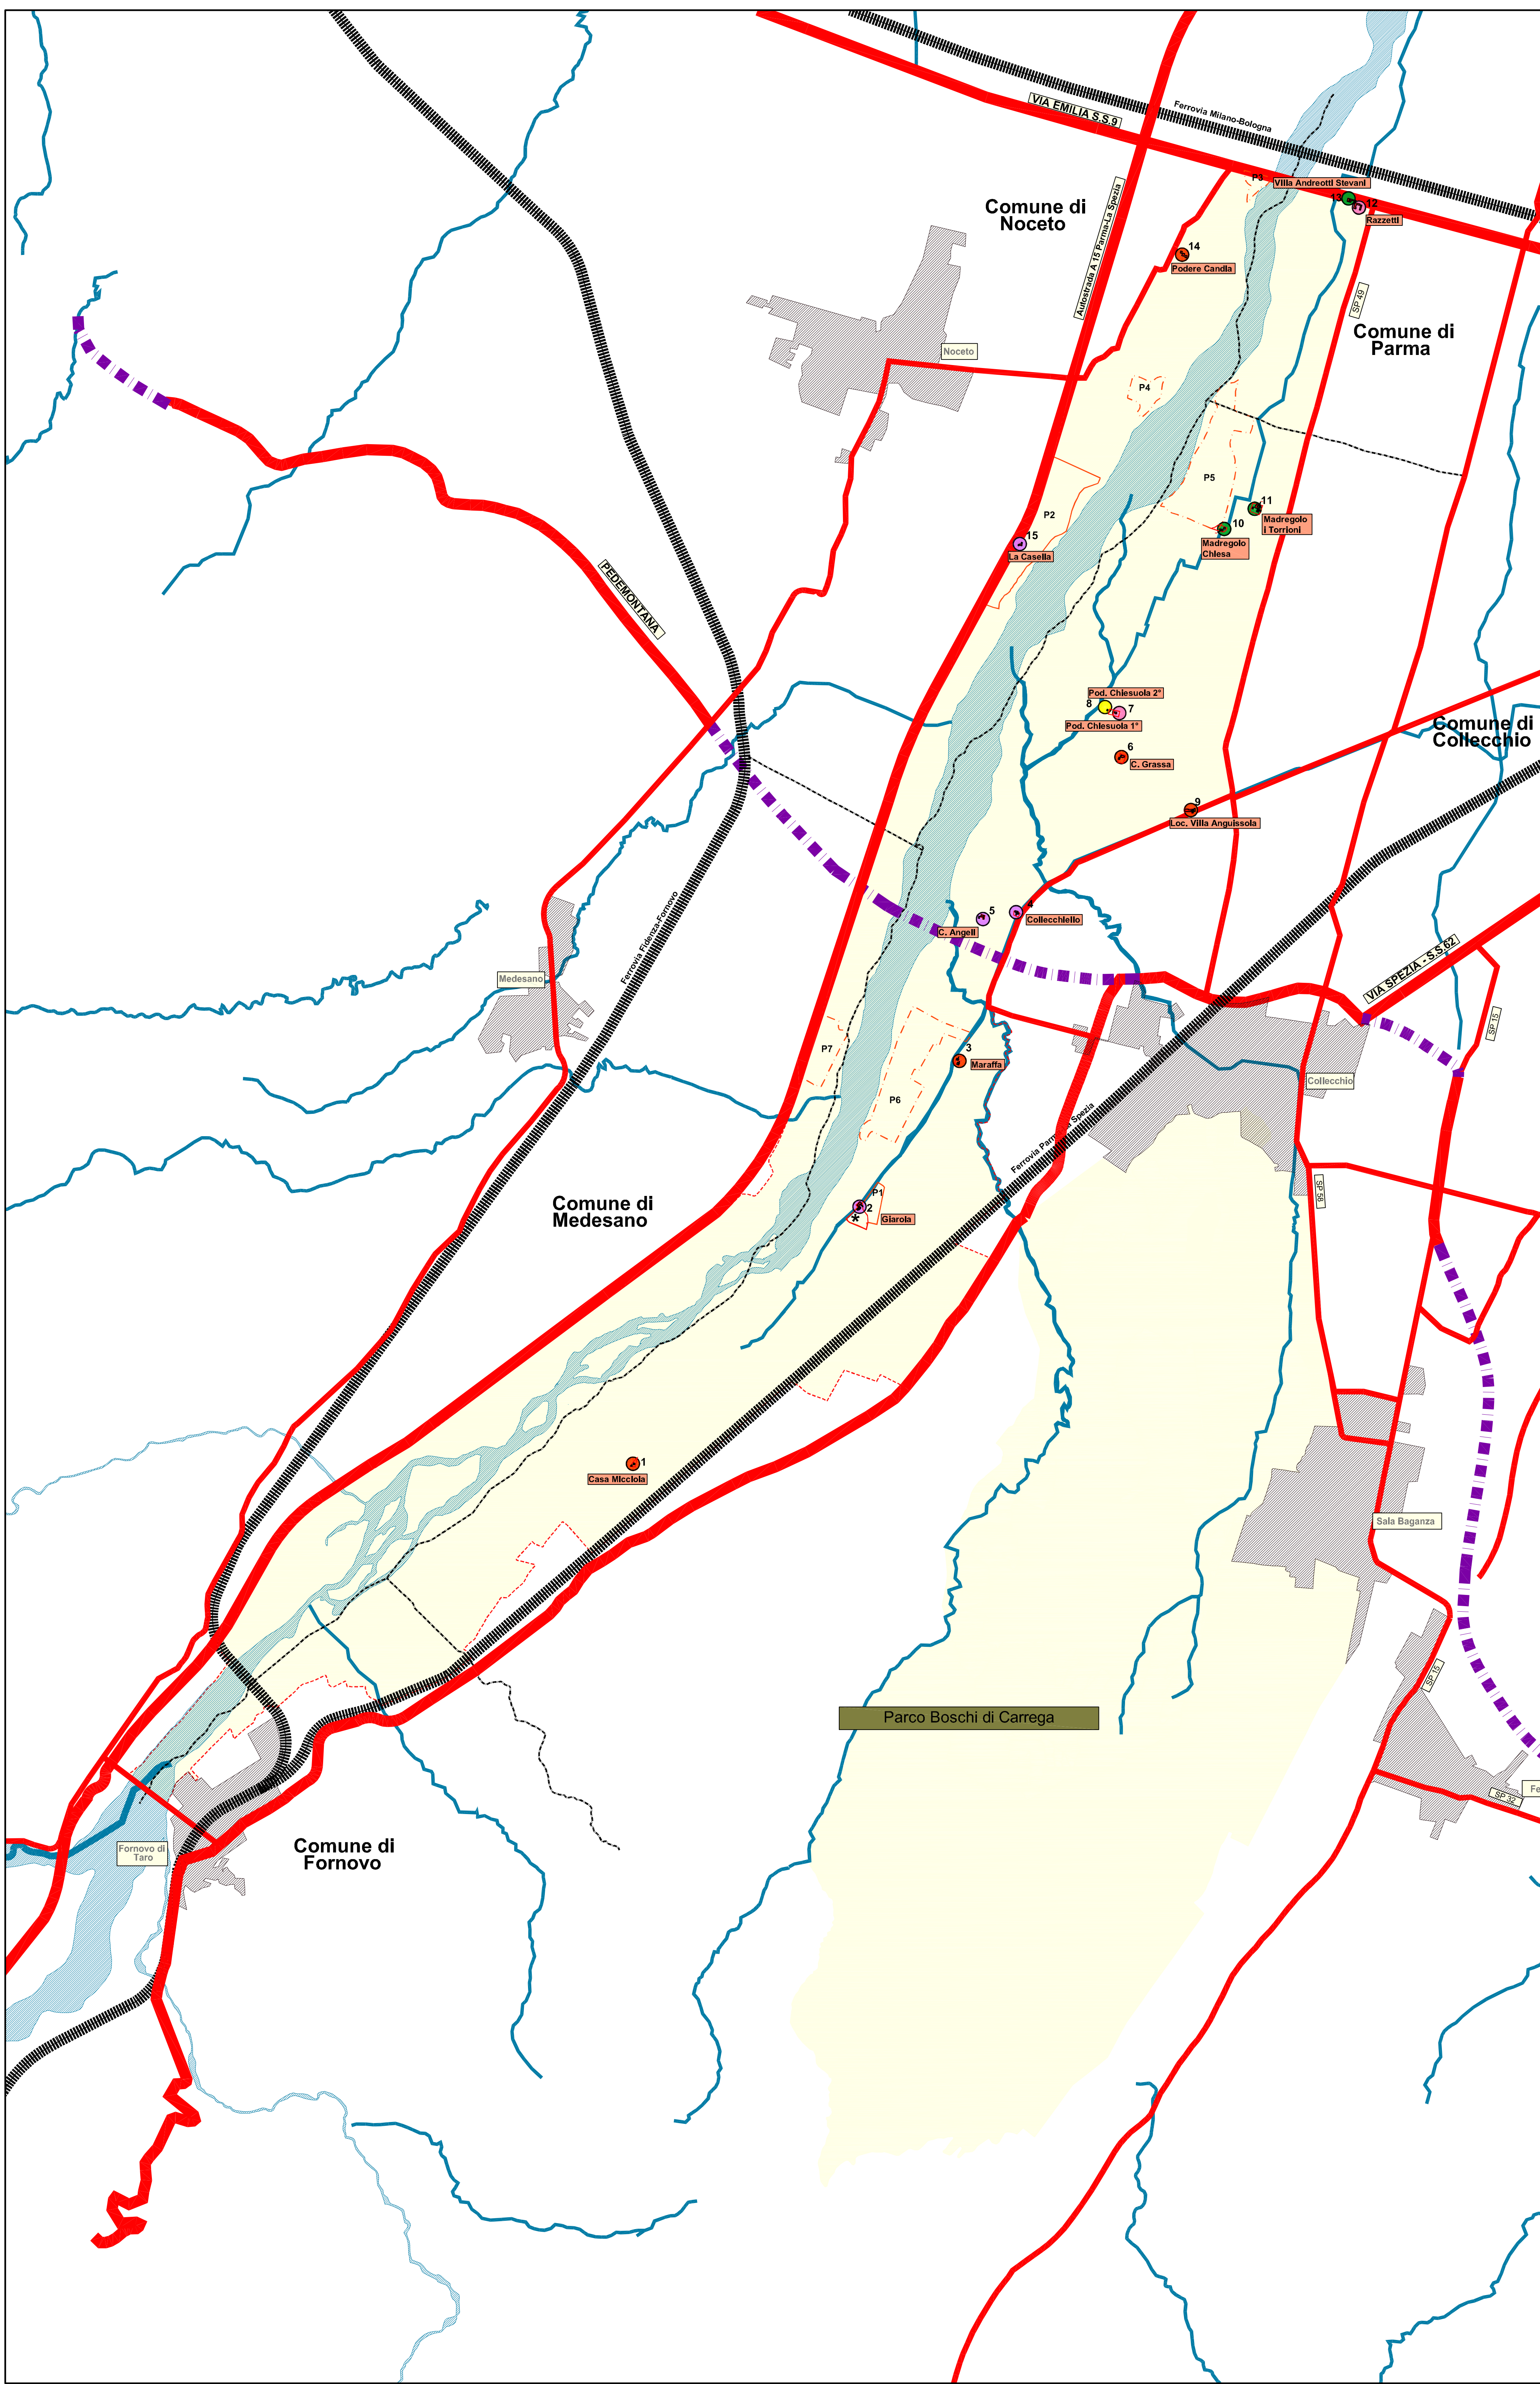 VIA EMILIA S.S.9
Ferrovia Milano-Bologna
P3
Villa Andreotti Stevani
13
12
Razzetti
Comune di
Noceto
Autostrada A 15 Parma-La Spezia
14
Podere Candia
SP 49
Comune di
Parma
Noceto
P4
P5
11
Madregolo
i Torrioni
10
Madregolo
Chiesa
P2
15
La Casella
PEDEMONTANA
Pod. Chiesuola 2°
8
7
Pod. Chiesuola 1°
6
C. Grassa
Comune di
Collecchio
9
Loc. Villa Anguissola
Ferrovia Fidenza-Fornovo
5
C. Angeli
4
Collecchiello
Medesano
VIA SPEZIA - S.S.62
SP 15
P7
3
Maraffa
P6
Collecchio
Ferrovia Parma-La Spezia
Comune di
Medesano
P1
2
*
Giarola
SP 58
1
Casa Micciola
Sala Baganza
SP 15
Parco Boschi di Carrega
SP 32
Fe
Fornovo di
Taro
Comune di
Fornovo